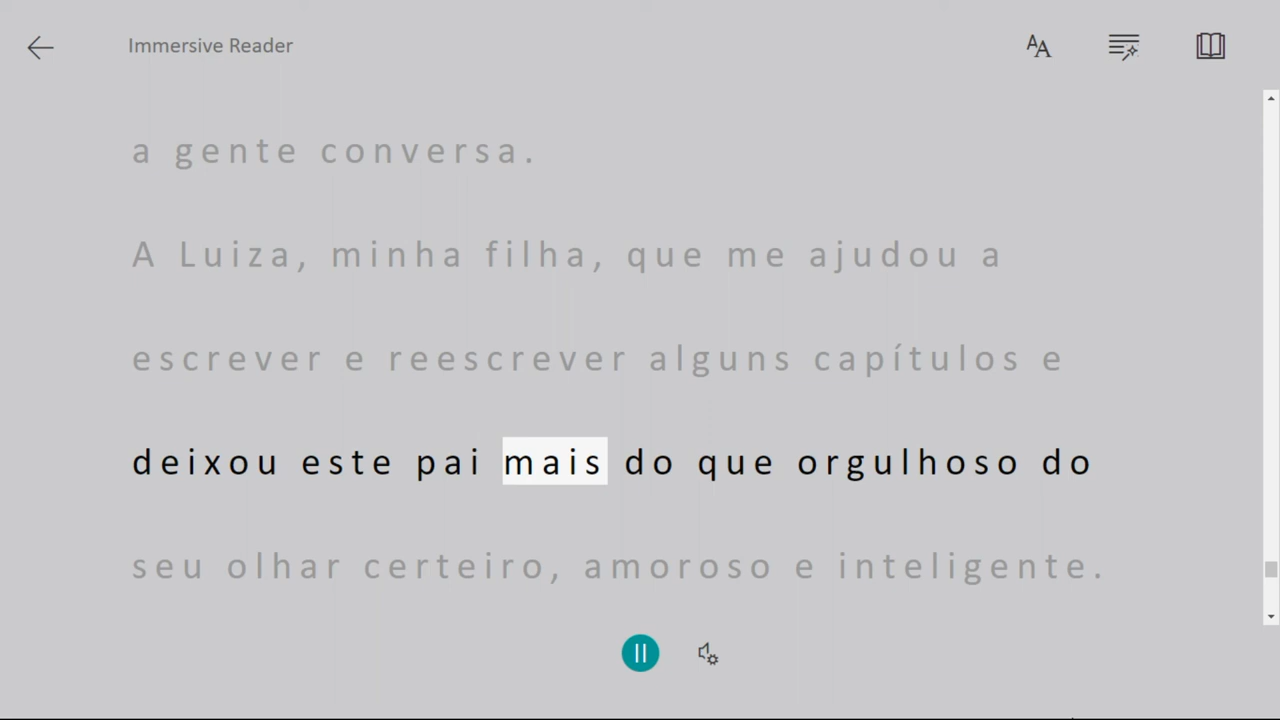 Immersive Reader
a gente conversa.
A Luiza, minha filha, que me ajudou a
escrever e reescrever alguns capítulos e
deixou este pai mais do que orgulhoso do
seu olhar certeiro, amoroso e inteligente.